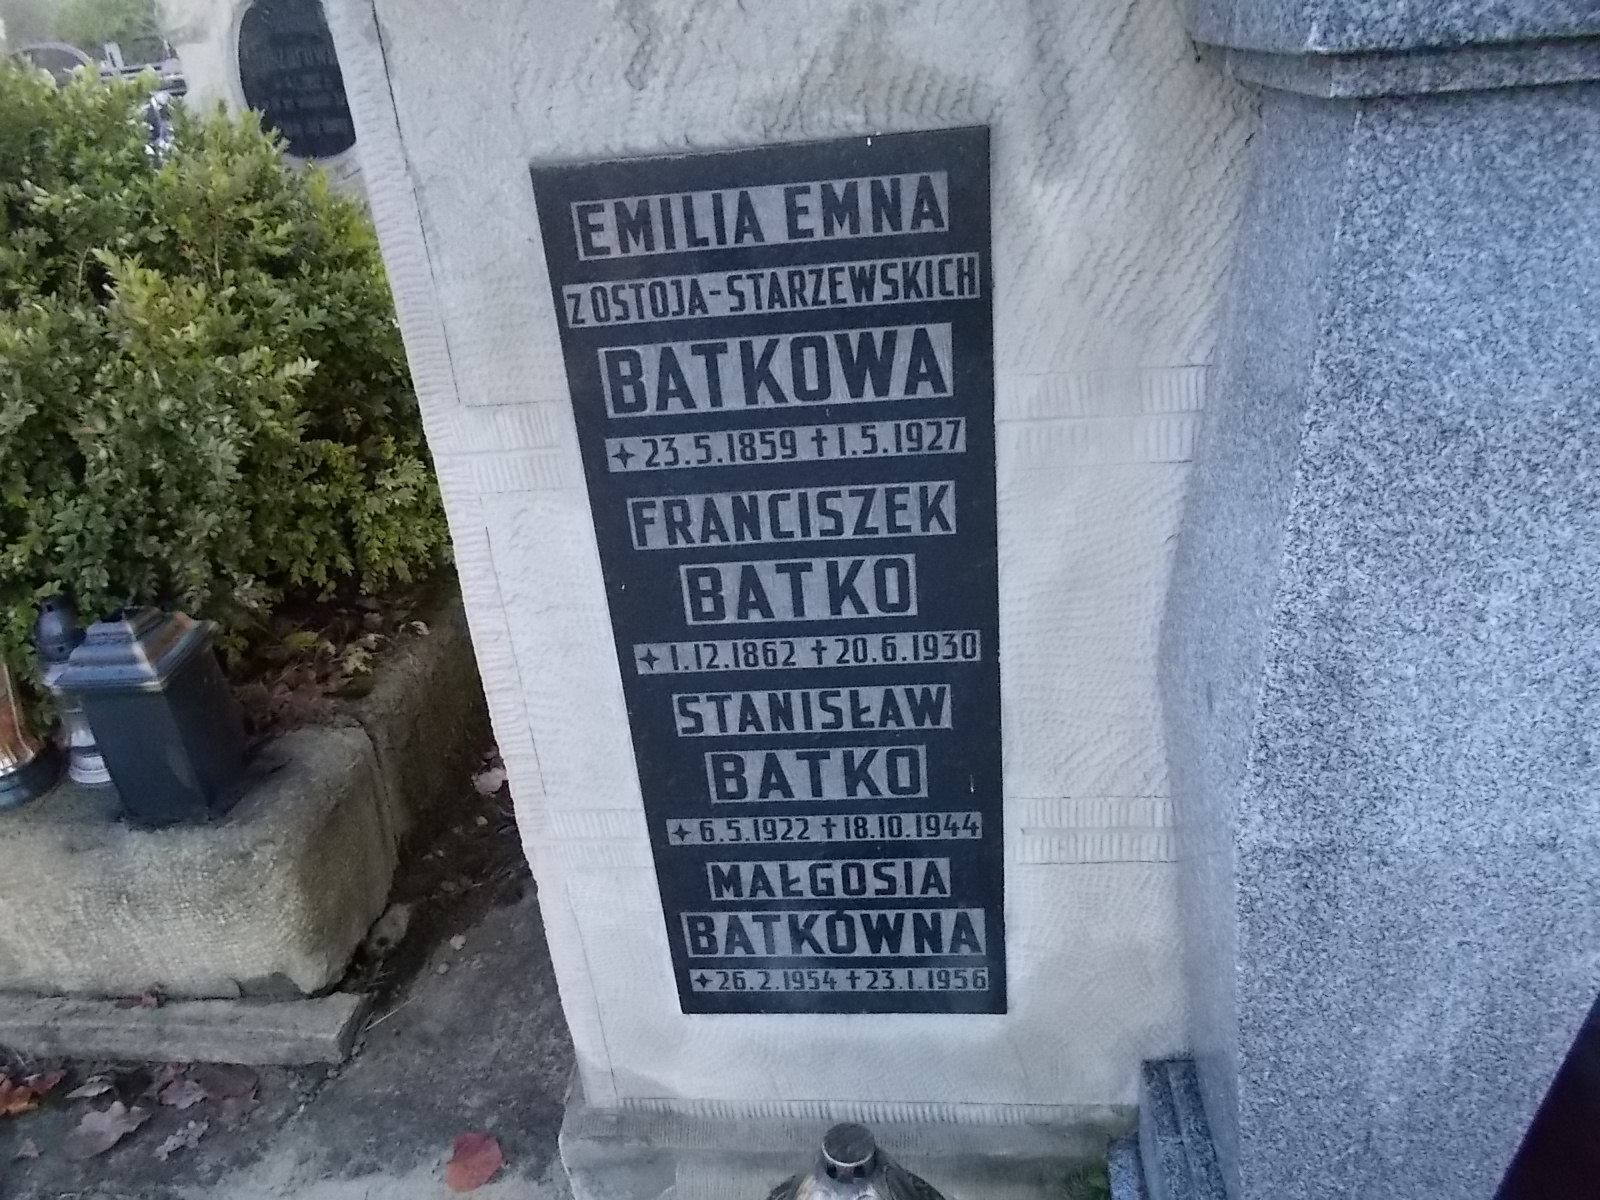 EMILIA EMNA
Z OSTOJA-STARZEWSKICH
BATKOWA
✦ 23.5.1859 ✝ 1.5.1927
FRANCISZEK
BATKO
✦ 1.12.1862 ✝ 20.6.1930
STANISŁAW
BATKO
✦ 6.5.1922 ✝ 18.10.1944
MAŁGOSIA
BATKÓWNA
✦ 26.2.1954 ✝ 23.1.1956